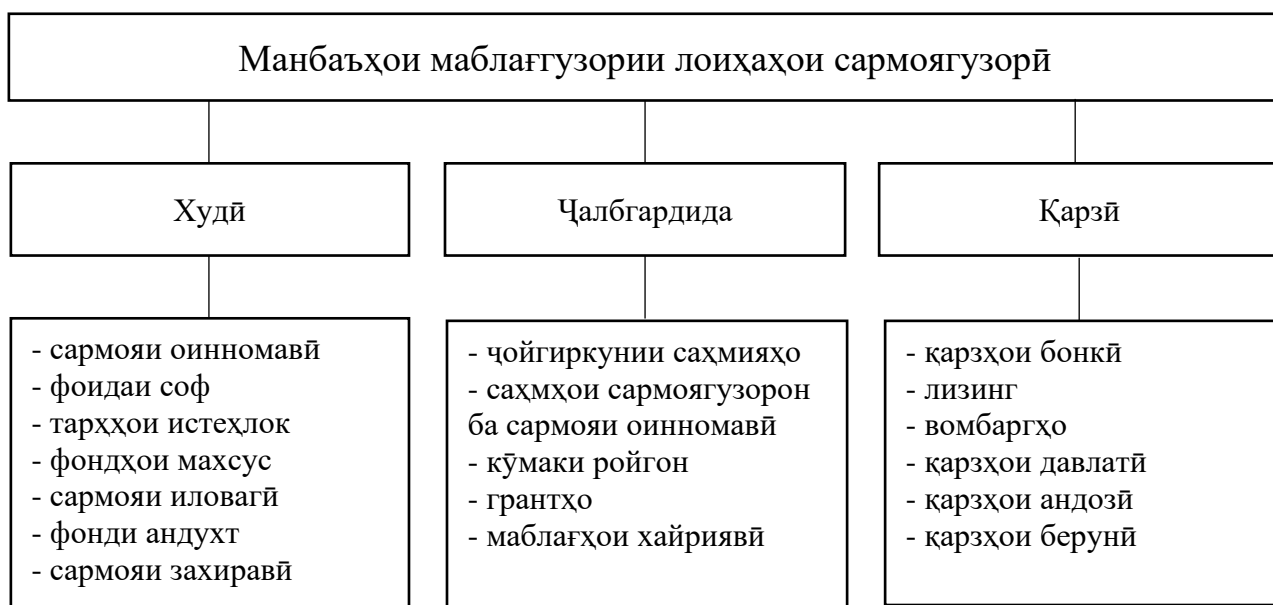 Манбаъҳои маблағгузории лоиҳаҳои сармоягузорӣ
Худӣ
Ҷалбгардида
Қарзӣ
- сармояи оинномавӣ
- фоидаи соф
- тарҳҳои истеҳлок
- фондҳои махсус
- сармояи иловагӣ
- фонди андухт
- сармояи захиравӣ
- ҷойгиркунии саҳмияҳо
- саҳмҳои сармоягузорон
ба сармояи оинномавӣ
- кӯмаки ройгон
- грантҳо
- маблағҳои хайриявӣ
- қарзҳои бонкӣ
- лизинг
- вомбаргҳо
- қарзҳои давлатӣ
- қарзҳои андозӣ
- қарзҳои берунӣ